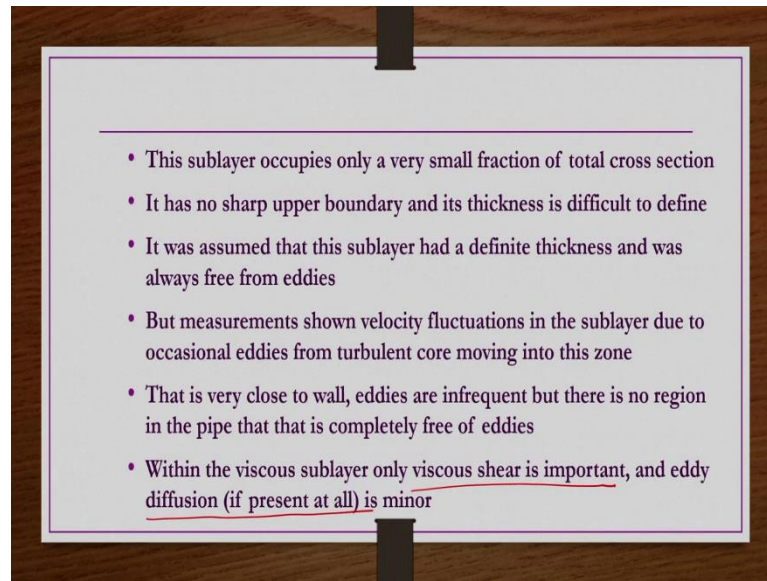 • This sublayer occupies only a very small fraction of total cross section
• It has no sharp upper boundary and its thickness is difficult to define
• It was assumed that this sublayer had a definite thickness and was
always free from eddies
• But measurements shown velocity fluctuations in the sublayer due to
occasional eddies from turbulent core moving into this zone
• That is very close to wall, eddies are infrequent but there is no region
in the pipe that that is completely free of eddies
• Within the viscous sublayer only viscous shear is important, and eddy
diffusion (if present at all) is minor